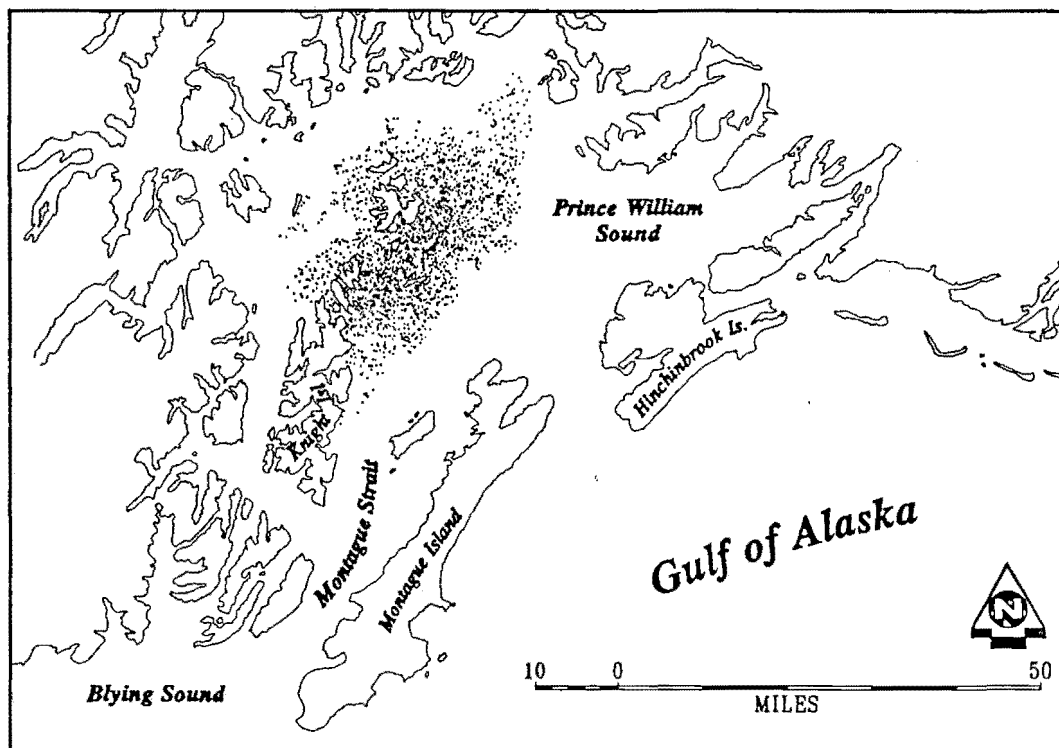 Prince William
Sound
Hinchinbrook Is.
Knight Isl
Montague Strait
Montague Island
Gulf of Alaska
N
Blying Sound
10 0 50
MILES